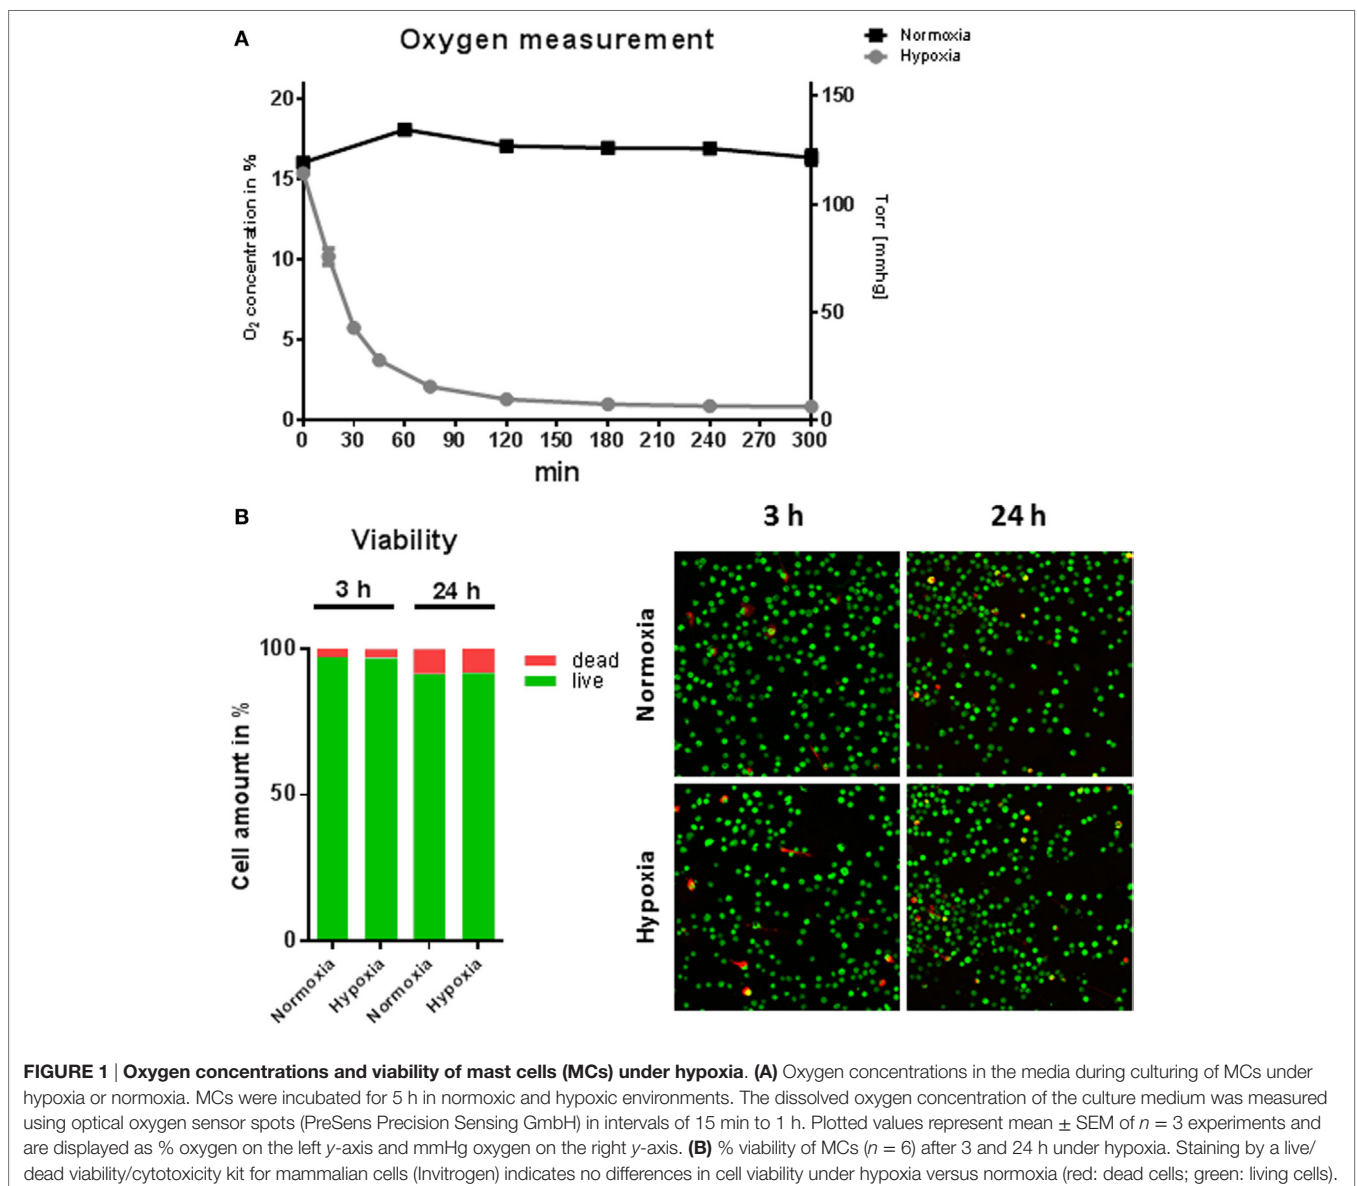 A
Oxygen measurement
Normoxia
Hypoxia
20
15
10
5
0
O2 concentration in %
150
100
50
0
Torr [mmhg]
0 30 60 90 120 150 180 210 240 270 300
min
B
Viability
3 h 24 h
100
50
0
Cell amount in %
dead
live
Normoxia
Hypoxia
Normoxia
Hypoxia
3 h 24 h
Normoxia
Hypoxia
FIGURE 1 | Oxygen concentrations and viability of mast cells (MCs) under hypoxia. (A) Oxygen concentrations in the media during culturing of MCs under
hypoxia or normoxia. MCs were incubated for 5 h in normoxic and hypoxic environments. The dissolved oxygen concentration of the culture medium was measured
using optical oxygen sensor spots (PreSens Precision Sensing GmbH) in intervals of 15 min to 1 h. Plotted values represent mean ± SEM of n = 3 experiments and
are displayed as % oxygen on the left y-axis and mmHg oxygen on the right y-axis. (B) % viability of MCs (n = 6) after 3 and 24 h under hypoxia. Staining by a live/
dead viability/cytotoxicity kit for mammalian cells (Invitrogen) indicates no differences in cell viability under hypoxia versus normoxia (red: dead cells; green: living cells).